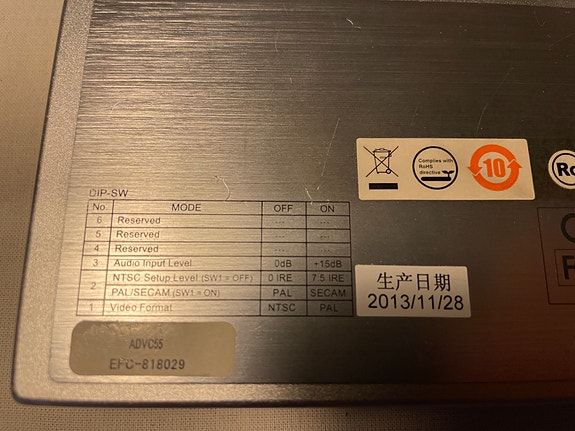 Complies with
RoHS
directive
10
Ro
DIP-SW
No. MODE OFF ON
6 Reserved --- ---
5 Reserved --- ---
4 Reserved --- ---
3 Audio Input Level 0dB +15dB
2 NTSC Setup Level (SW1 = OFF) 0 IRE 7.5 IRE
PAL/SECAM (SW1 = ON) PAL SECAM
1 Video Format NTSC PAL
生产日期
2013/11/28
ADVC55
EFC-818029